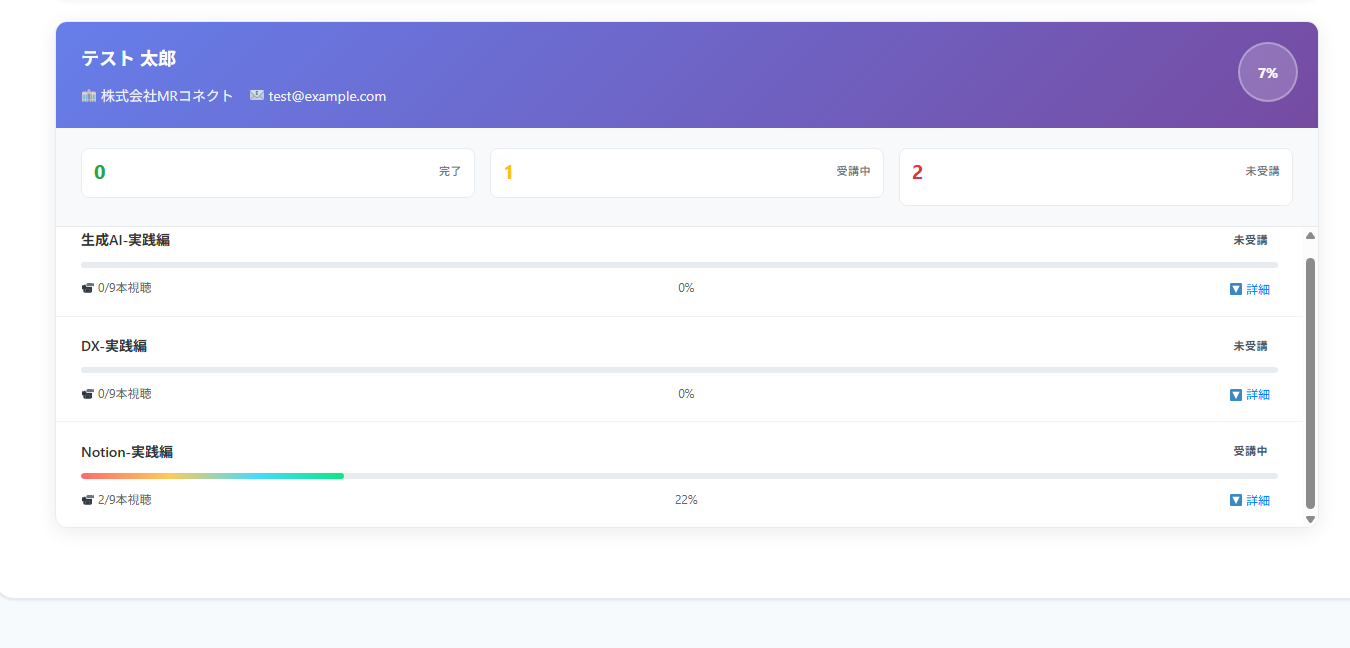 テスト 太郎
7%
株式会社MRコネクト test@example.com
0 完了
1 受講中
2 未受講
生成AI-実践編 未受講
0/9本視聴 0% 詳細
DX-実践編 未受講
0/9本視聴 0% 詳細
Notion-実践編 受講中
2/9本視聴 22% 詳細